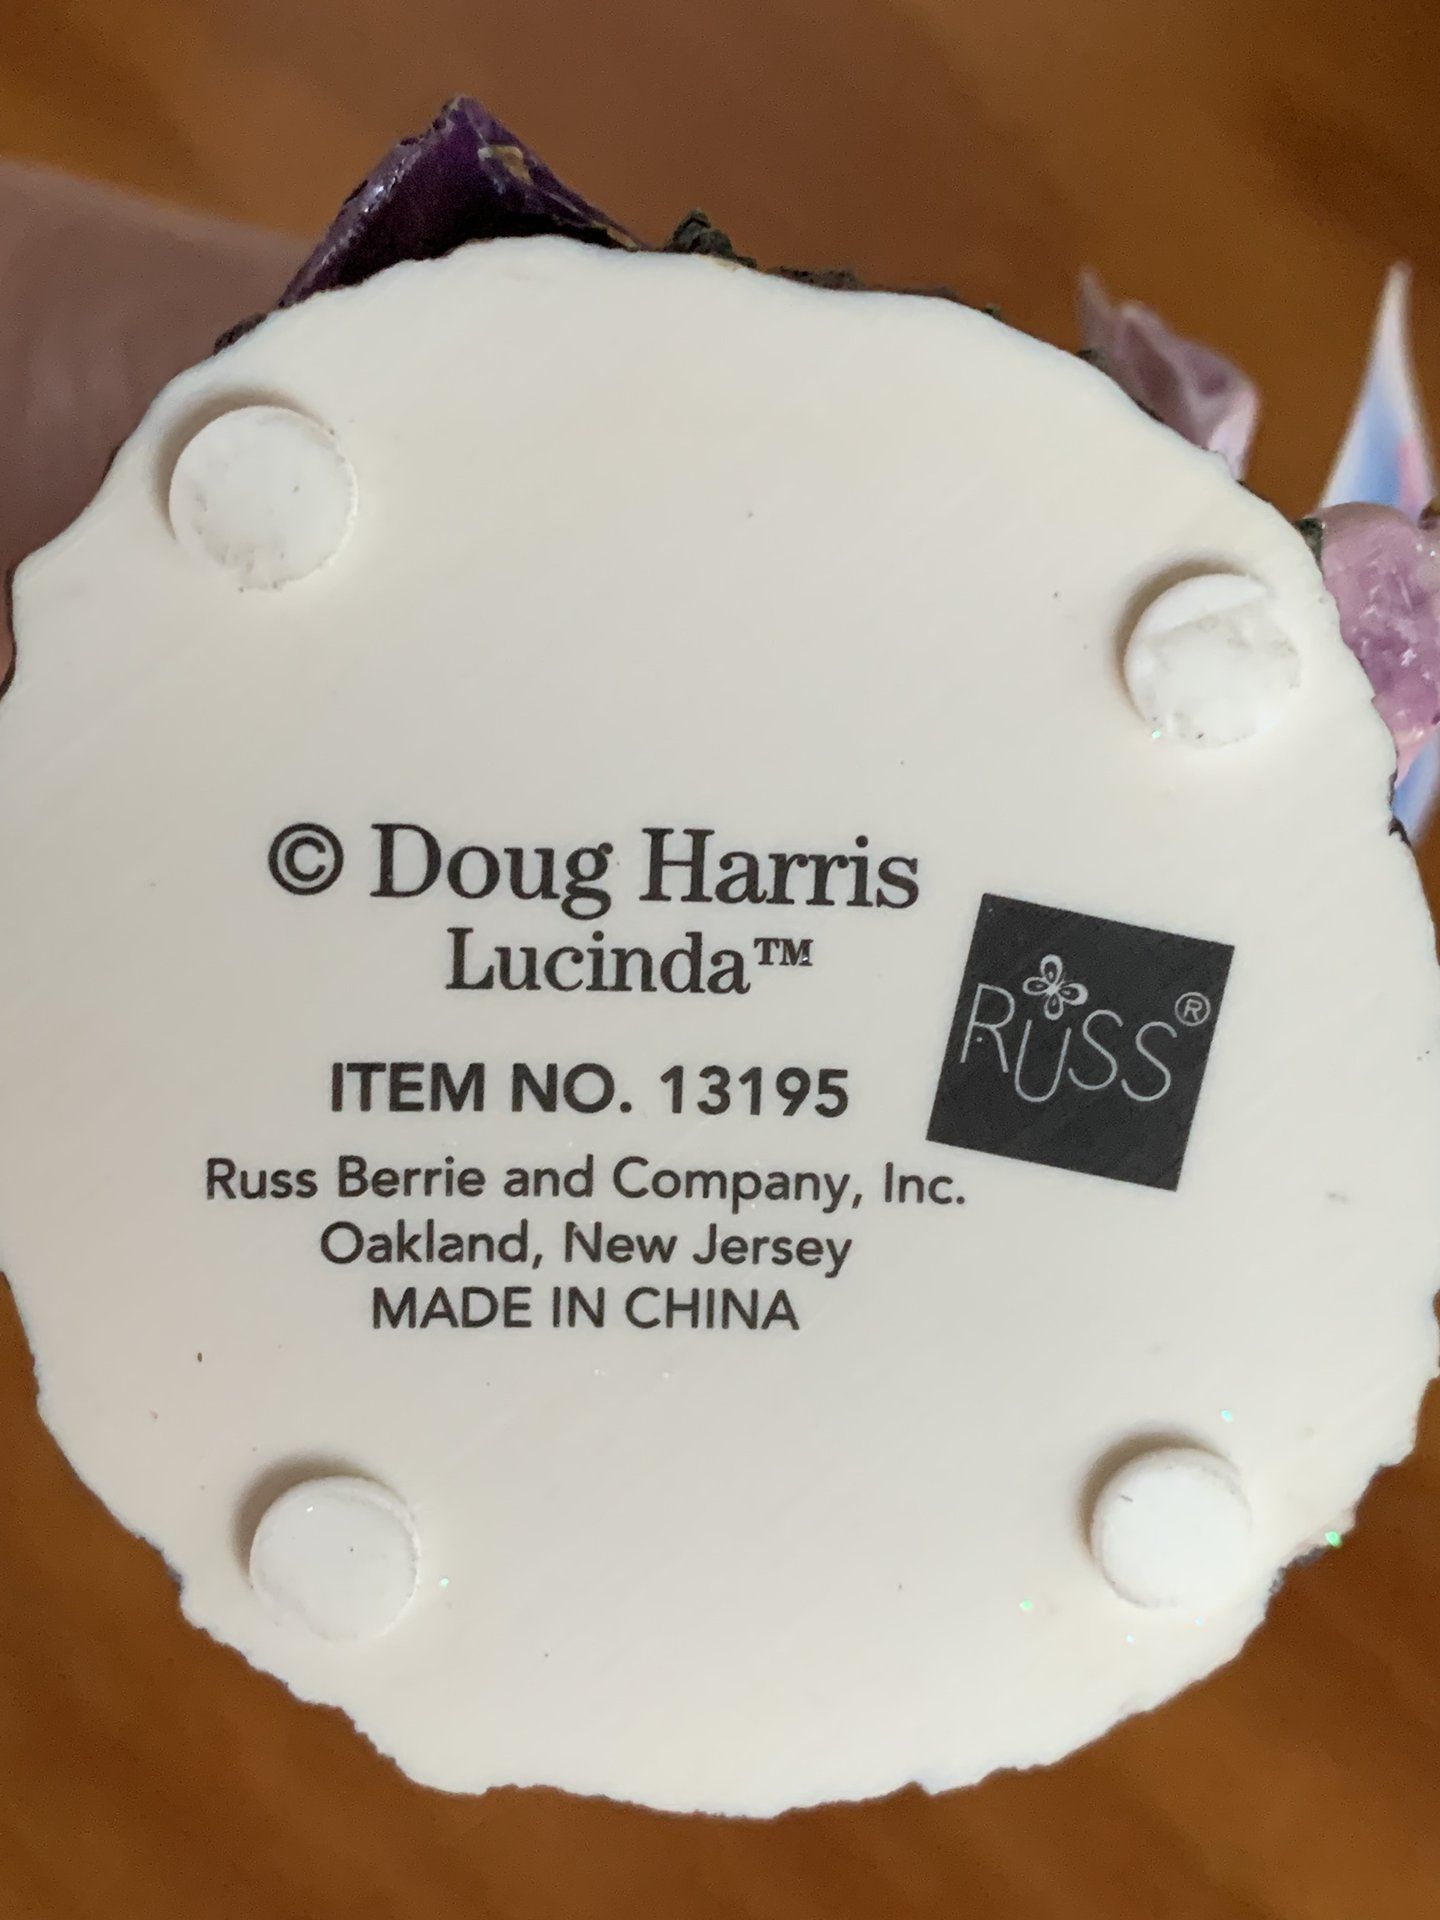 © Doug Harris
Lucinda™
RUSS®
ITEM NO. 13195
Russ Berrie and Company, Inc.
Oakland, New Jersey
MADE IN CHINA